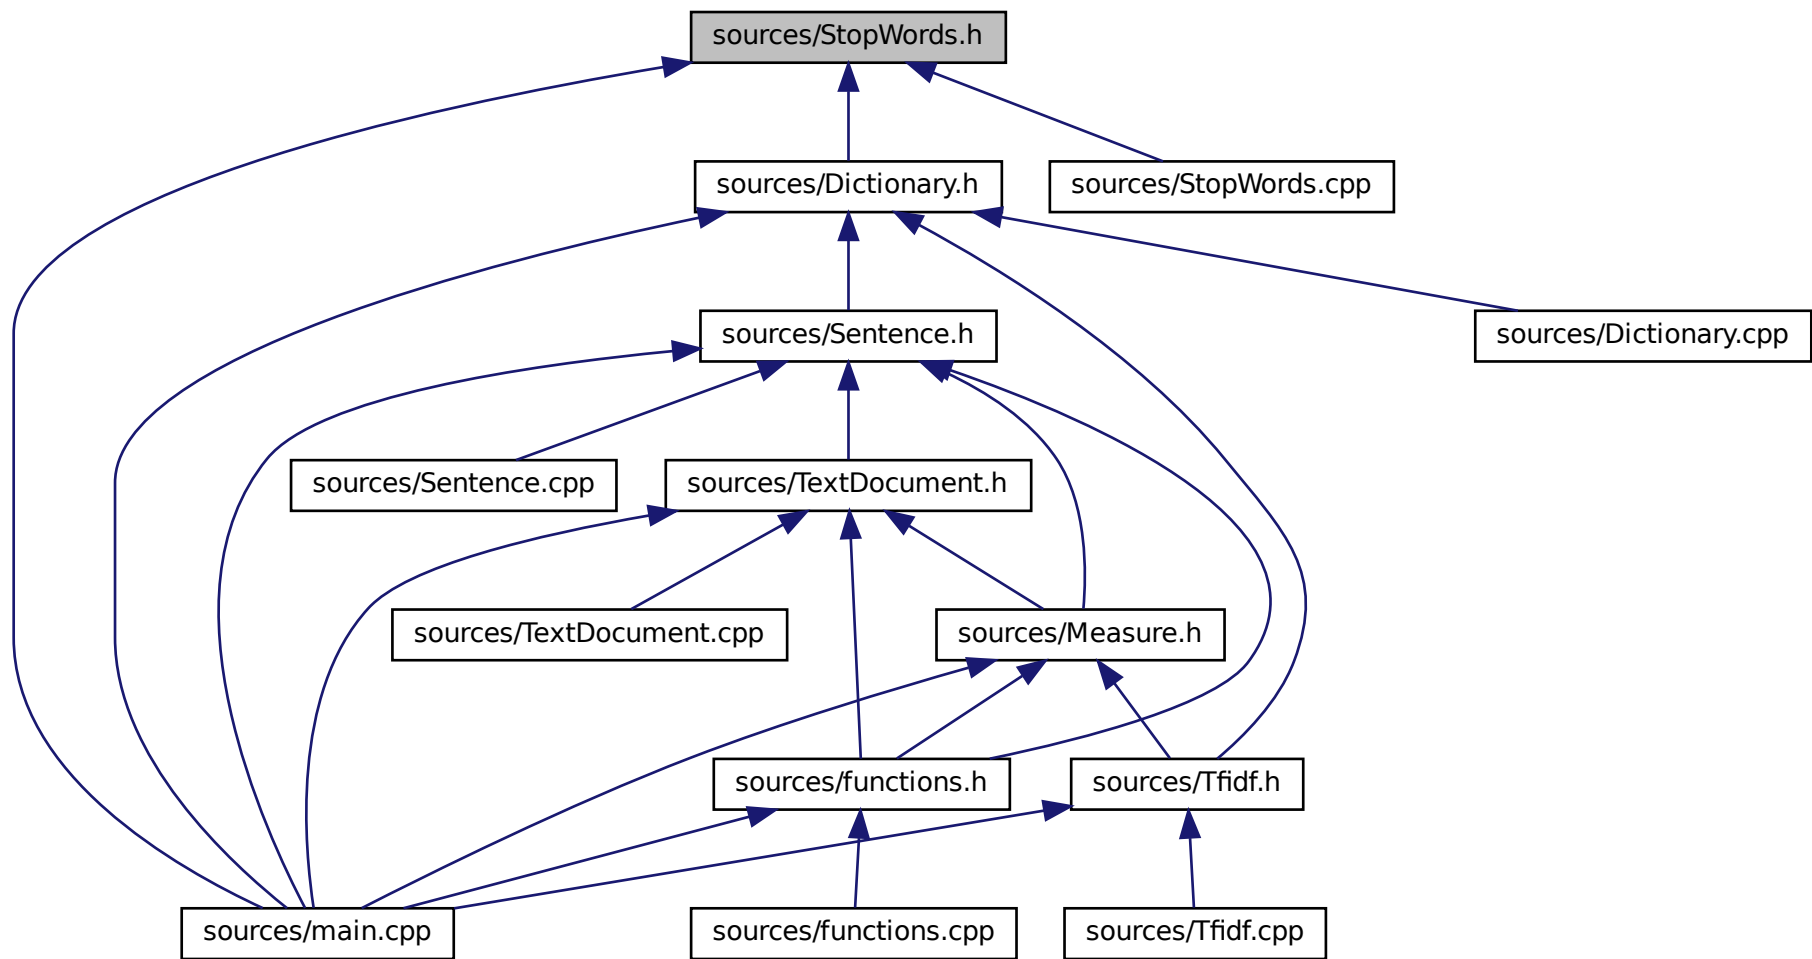 sources/StopWords.h
sources/Dictionary.h
sources/StopWords.cpp
sources/Sentence.h
sources/Dictionary.cpp
sources/Sentence.cpp
sources/TextDocument.h
sources/TextDocument.cpp
sources/Measure.h
sources/functions.h
sources/Tfidf.h
sources/main.cpp
sources/functions.cpp
sources/Tfidf.cpp